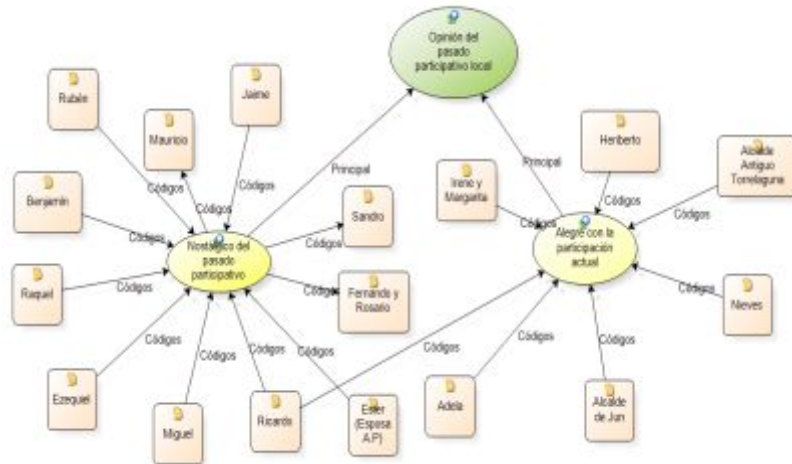 Opinión del
pasado
participativo local
Rubén
Jaime
Mauricio
Heriberto
Alcalde
Antiguo
Torrelaguna
Irene y
Margarita
Benjamín
Sandro
Principal
Principal
Códigos
Códigos
Códigos
Códigos
Códigos
Códigos
Códigos
Códigos
Nostálgico del
pasado
participativo
Alegre con la
participación
actual
Raquel
Fernando y
Rosario
Nieves
Códigos
Códigos
Códigos
Códigos
Códigos
Códigos
Códigos
Códigos
Códigos
Códigos
Ezequiel
Miguel
Ricardo
Ester
(Esposa
A.P)
Adela
Alcalde
de Jun